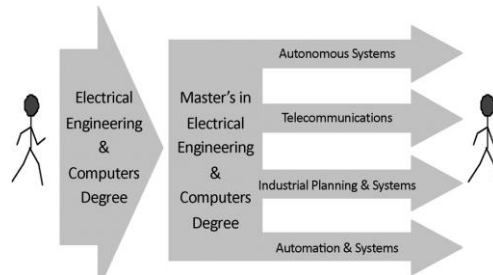 Electrical
Engineering
&
Computers
Degree
Master's in
Electrical
Engineering
&
Computers
Degree
Autonomous Systems
Telecommunications
Industrial Planning & Systems
Automation & Systems